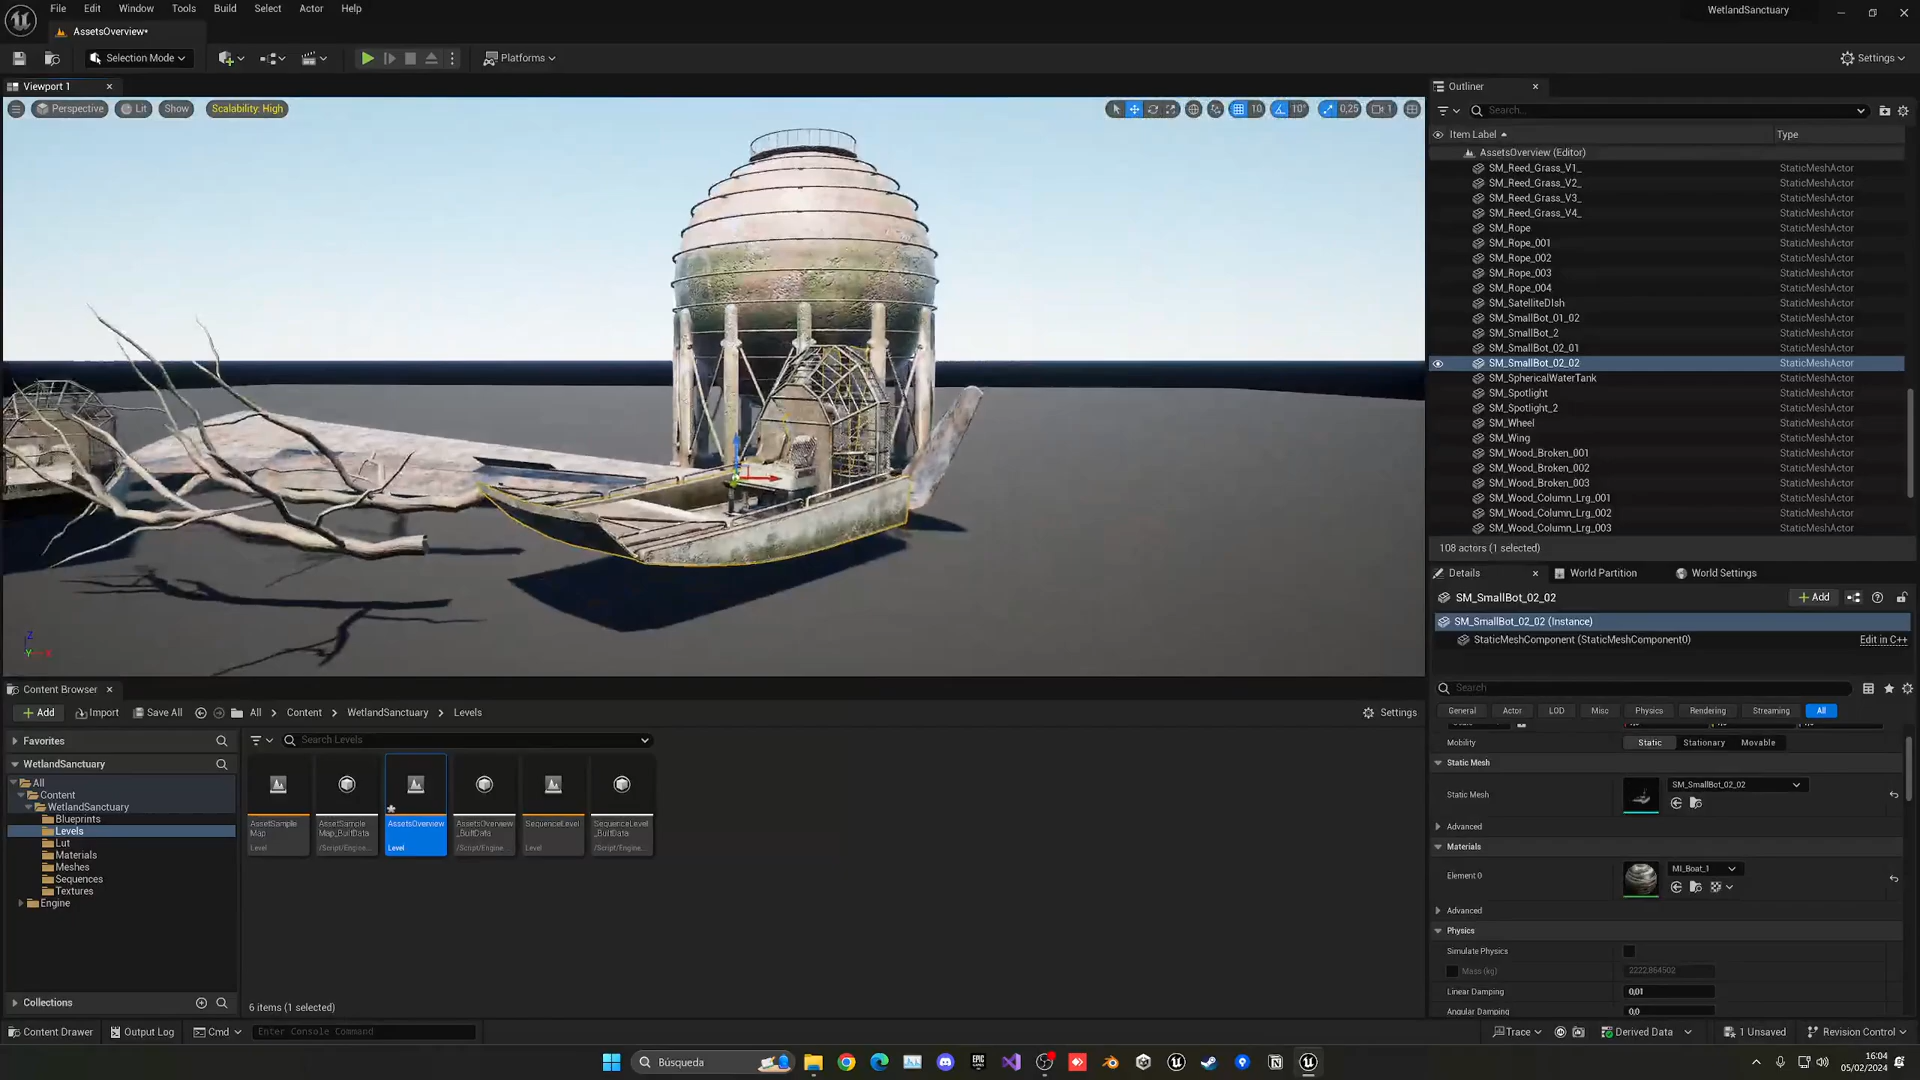 File Edit Window Tools Build Select Actor Help
WetlandSanctuary
AssetsOverview*
Selection Mode
Platforms
Settings
Viewport 1
Perspective Lit Show Scalability: High
10 10° 0,25 1
Outliner
Search...
Item Label Type
AssetsOverview (Editor)
SM_Reed_Grass_V1_ StaticMeshActor
SM_Reed_Grass_V2_ StaticMeshActor
SM_Reed_Grass_V3_ StaticMeshActor
SM_Reed_Grass_V4_ StaticMeshActor
SM_Rope StaticMeshActor
SM_Rope_001 StaticMeshActor
SM_Rope_002 StaticMeshActor
SM_Rope_003 StaticMeshActor
SM_Rope_004 StaticMeshActor
SM_SatelliteDIsh StaticMeshActor
SM_SmallBot_01_02 StaticMeshActor
SM_SmallBot_2 StaticMeshActor
SM_SmallBot_02_01 StaticMeshActor
SM_SmallBot_02_02 StaticMeshActor
SM_SphericalWaterTank StaticMeshActor
SM_Spotlight StaticMeshActor
SM_Spotlight_2 StaticMeshActor
SM_Wheel StaticMeshActor
SM_Wing StaticMeshActor
SM_Wood_Broken_001 StaticMeshActor
SM_Wood_Broken_002 StaticMeshActor
SM_Wood_Broken_003 StaticMeshActor
SM_Wood_Column_Lrg_001 StaticMeshActor
SM_Wood_Column_Lrg_002 StaticMeshActor
SM_Wood_Column_Lrg_003 StaticMeshActor
108 actors (1 selected)
Details World Partition World Settings
SM_SmallBot_02_02 Add
SM_SmallBot_02_02 (Instance)
StaticMeshComponent (StaticMeshComponent0) Edit in C++
Search
General Actor LOD Misc Physics Rendering Streaming All
Mobility Static Stationary Movable
Static Mesh
Static Mesh SM_SmallBot_02_02
Advanced
Materials
Element 0 MI_Boat_1
Advanced
Physics
Simulate Physics
Mass (kg) 2222,864502
Linear Damping 0,01
Angular Damping 0,0
Z
Y X
Content Browser
Add Import Save All All Content WetlandSanctuary Levels Settings
Favorites
Search Levels
WetlandSanctuary
All
Content
WetlandSanctuary
Blueprints
Levels
Lut
Materials
Meshes
Sequences
Textures
Engine
Collections
AssetSample
Map
Level
AssetSample
Map_BuiltData
/Script/Engine...
AssetsOverview
Level
AssetsOverview
_BuiltData
/Script/Engine...
SequenceLevel
Level
SequenceLevel
_BuiltData
/Script/Engine...
6 items (1 selected)
Content Drawer Output Log Cmd Enter Console Command
Trace Derived Data 1 Unsaved Revision Control
Búsqueda
EPIC
GAMES
16:04
05/02/2024